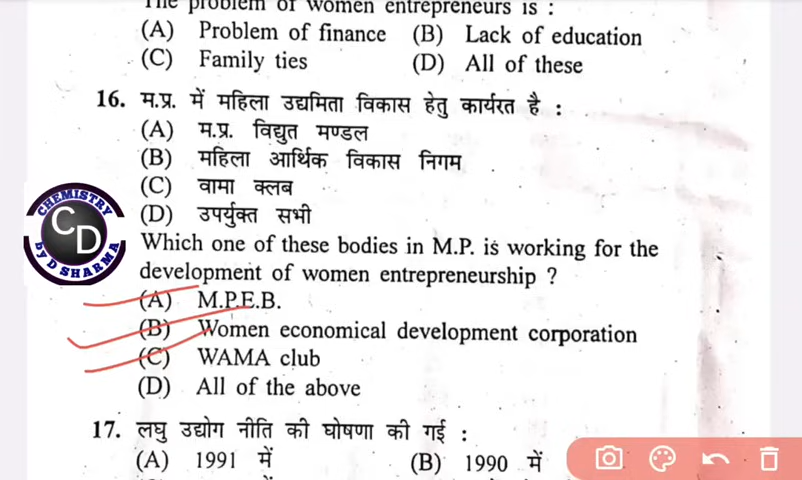 The problem of women entrepreneurs is :
(A) Problem of finance (B) Lack of education
(C) Family ties (D) All of these
16. म.प्र. में महिला उद्यमिता विकास हेतु कार्यरत है :
(A) म.प्र. विद्युत मण्डल
(B) महिला आर्थिक विकास निगम
(C) वामा क्लब
(D) उपर्युक्त सभी
CHEMISTRY
CD
BY D SHARMA
Which one of these bodies in M.P. is working for the
development of women entrepreneurship ?
(A) M.P.E.B.
(B) Women economical development corporation
(C) WAMA club
(D) All of the above
17. लघु उद्योग नीति की घोषणा की गई :
(A) 1991 में (B) 1990 में